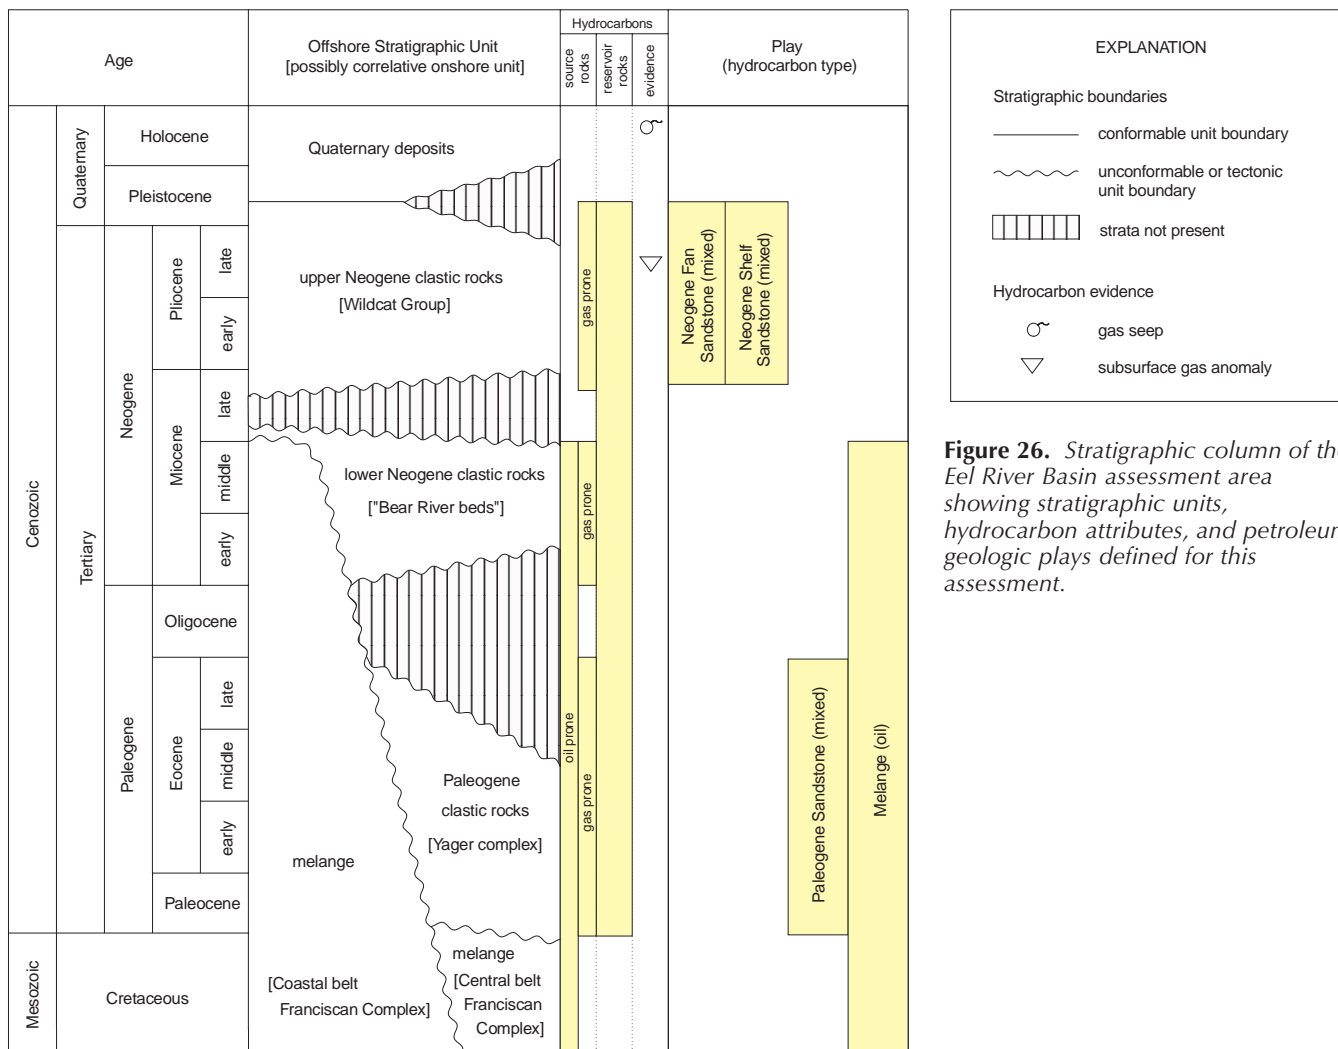 Age
Offshore Stratigraphic Unit
[possibly correlative onshore unit]
Hydrocarbons
source
rocks
reservoir
rocks
evidence
Play
(hydrocarbon type)
Cenozoic
Mesozoic
Quaternary
Tertiary
Neogene
Paleogene
Holocene
Pleistocene
Pliocene
late
early
Miocene
late
middle
early
Oligocene
Eocene
late
middle
early
Paleocene
Cretaceous
Quaternary deposits
upper Neogene clastic rocks
[Wildcat Group]
lower Neogene clastic rocks
["Bear River beds"]
Paleogene
clastic rocks
[Yager complex]
melange
[Coastal belt
Franciscan Complex]
melange
[Central belt
Franciscan
Complex]
oil prone
gas prone
gas prone
gas prone
Neogene Fan
Sandstone (mixed)
Neogene Shelf
Sandstone (mixed)
Paleogene Sandstone (mixed)
Melange (oil)
EXPLANATION
Stratigraphic boundaries
conformable unit boundary
unconformable or tectonic
unit boundary
strata not present
Hydrocarbon evidence
gas seep
subsurface gas anomaly
Figure 26. Stratigraphic column of the
Eel River Basin assessment area
showing stratigraphic units,
hydrocarbon attributes, and petroleum
geologic plays defined for this
assessment.